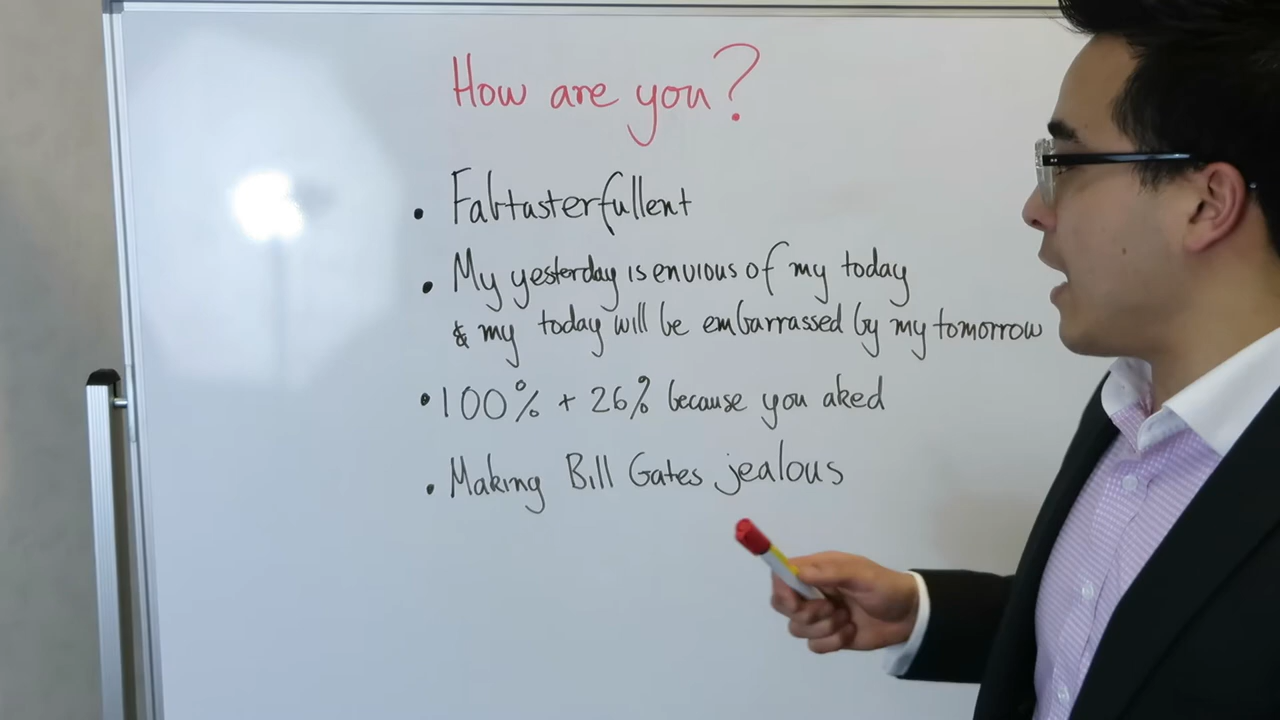 How are you?
• Fabtasterfullent
• My yesterday is envious of my today
& my today will be embarrassed by my tomorrow
• 100% + 26% because you aked
• Making Bill Gates jealous